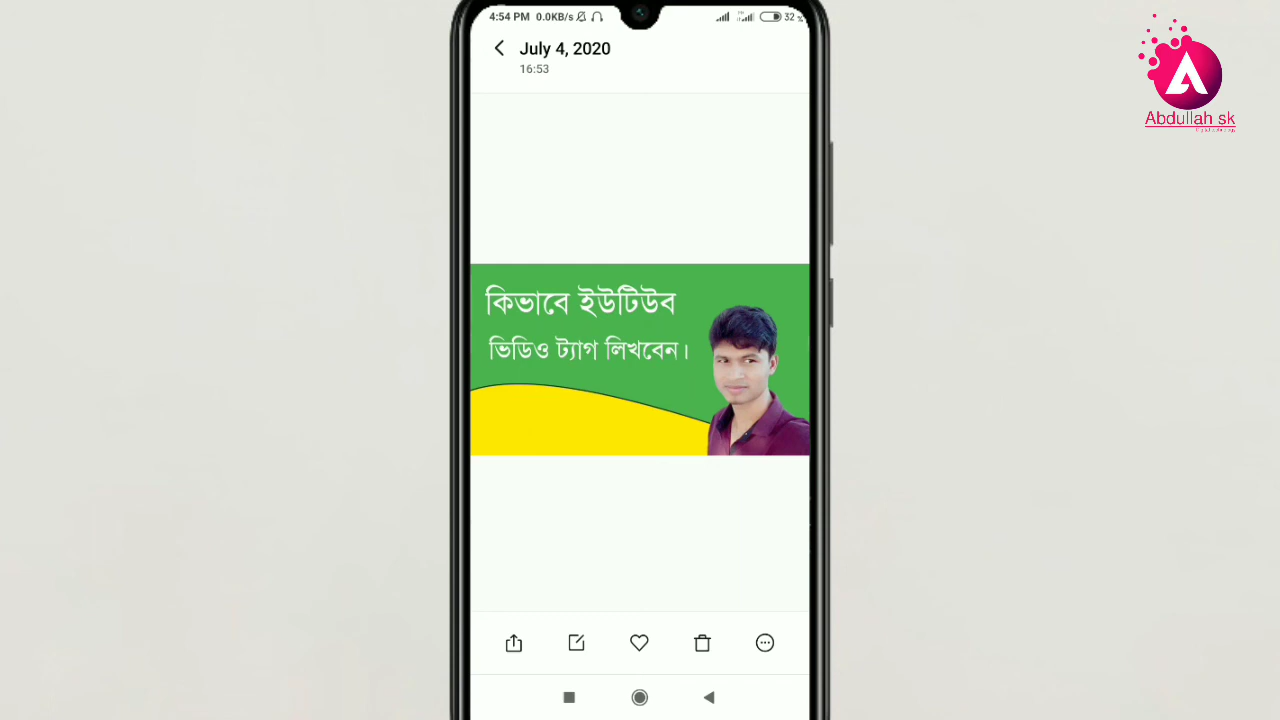 4:54 PM 0.0KB/s 32
July 4, 2020
16:53
কিভাবে ইউটিউব
ভিডিও ট্যাগ লিখবেন।
Abdullah sk